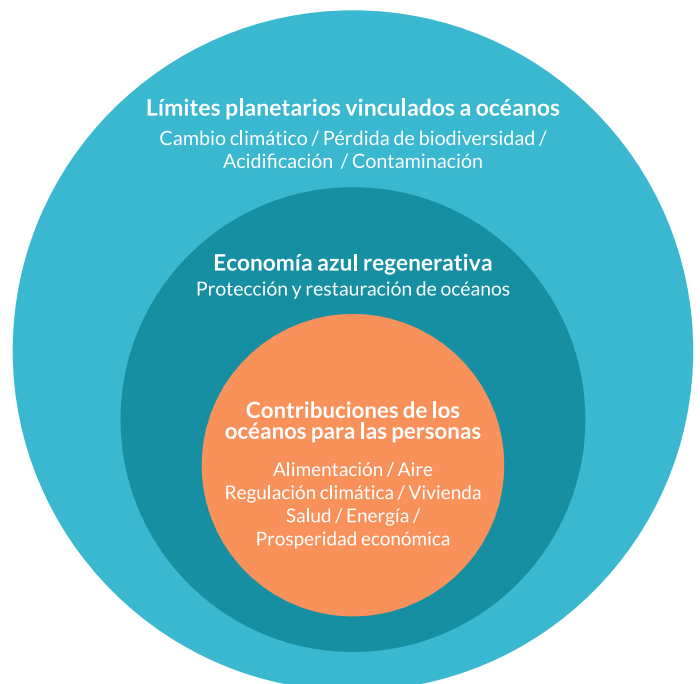 Límites planetarios vinculados a océanos
Cambio climático / Pérdida de biodiversidad /
Acidificación / Contaminación
Economía azul regenerativa
Protección y restauración de océanos
Contribuciones de los
océanos para las personas
Alimentación / Aire
Regulación climática / Vivienda
Salud / Energía /
Prosperidad económica